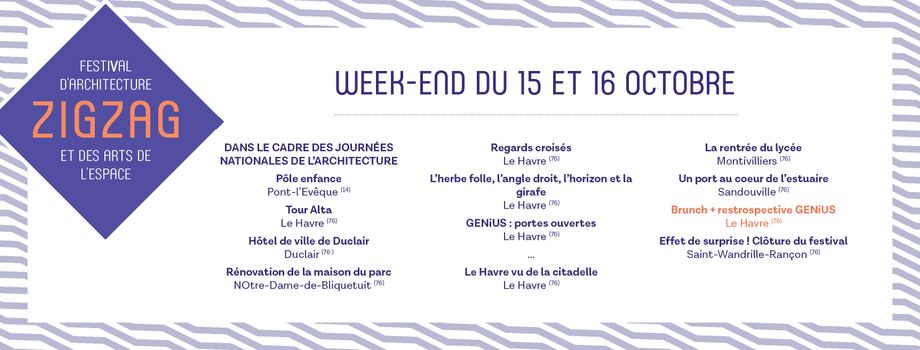 FESTIVAL
D'ARCHITECTURE
ZIGZAG
ET DES ARTS DE
L'ESPACE
WEEK-END DU 15 ET 16 OCTOBRE
DANS LE CADRE DES JOURNÉES
NATIONALES DE L'ARCHITECTURE
Pôle enfance
Pont-l'Evêque (14)
Tour Alta
Le Havre (76)
Hôtel de ville de Duclair
Duclair (76)
Rénovation de la maison du parc
NOtre-Dame-de-Bliquetuit (76)
Regards croisés
Le Havre (76)
L'herbe folle, l'angle droit, l'horizon et la
girafe
Le Havre (76)
GENiUS : portes ouvertes
Le Havre (76)
...
Le Havre vu de la citadelle
Le Havre (76)
La rentrée du lycée
Montivilliers (76)
Un port au coeur de l'estuaire
Sandouville (76)
Brunch + restrospective GENiUS
Le Havre (76)
Effet de surprise ! Clôture du festival
Saint-Wandrille-Rançon (76)